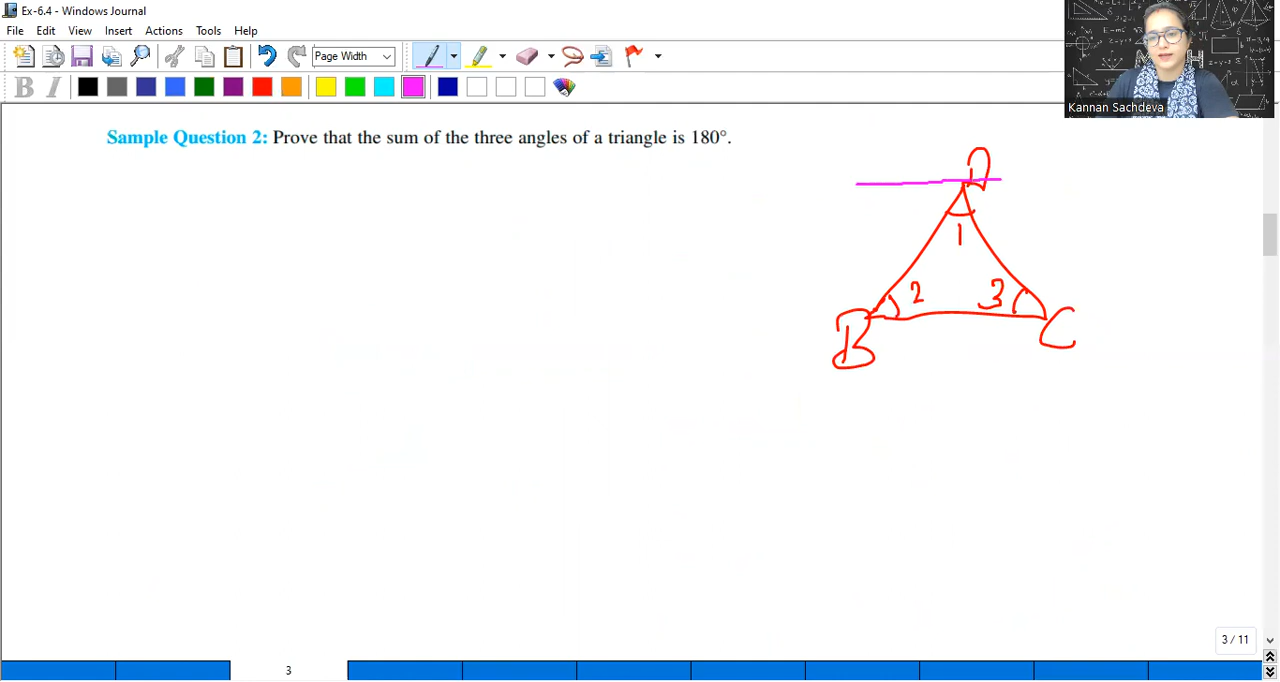 Ex-6.4 - Windows Journal
File Edit View Insert Actions Tools Help
Page Width
B I
Kannan Sachdeva
Sample Question 2: Prove that the sum of the three angles of a triangle is 180°.
A
1
2 3
B C
3 / 11
3